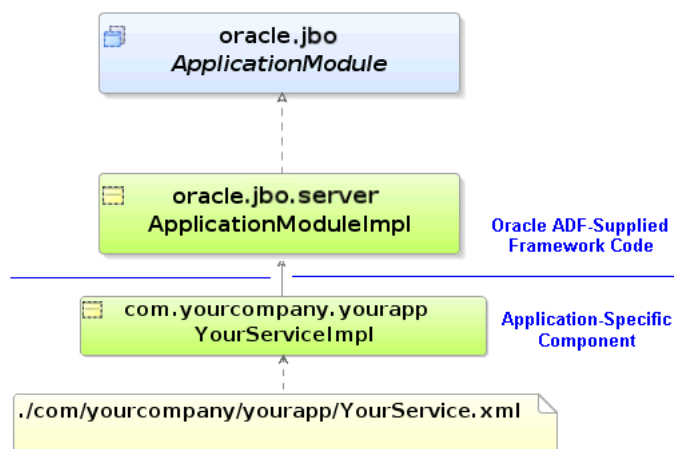 oracle.jbo
ApplicationModule
oracle.jbo.server
ApplicationModuleImpl
Oracle ADF-Supplied
Framework Code
com.yourcompany.yourapp
YourServiceImpl
Application-Specific
Component
./com/yourcompany/yourapp/YourService.xml